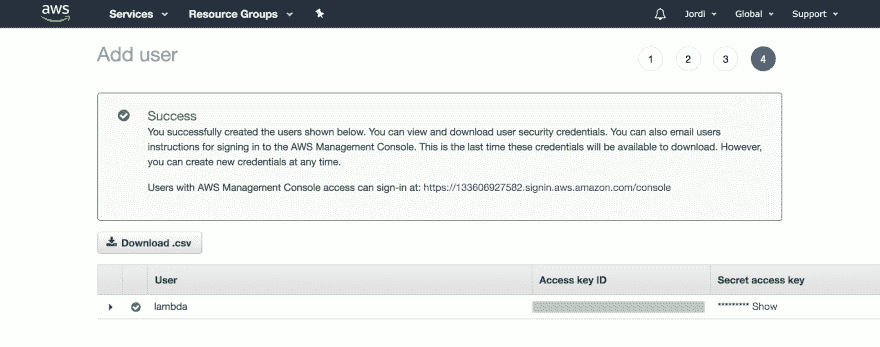 aws Services Resource Groups Jordi Global Support
Add user 1 2 3 4
Success
You successfully created the users shown below. You can view and download user security credentials. You can also email users
instructions for signing in to the AWS Management Console. This is the last time these credentials will be available to download. However,
you can create new credentials at any time.
Users with AWS Management Console access can sign-in at: https://133606927582.signin.aws.amazon.com/console
Download .csv
User Access key ID Secret access key
lambda ********* Show